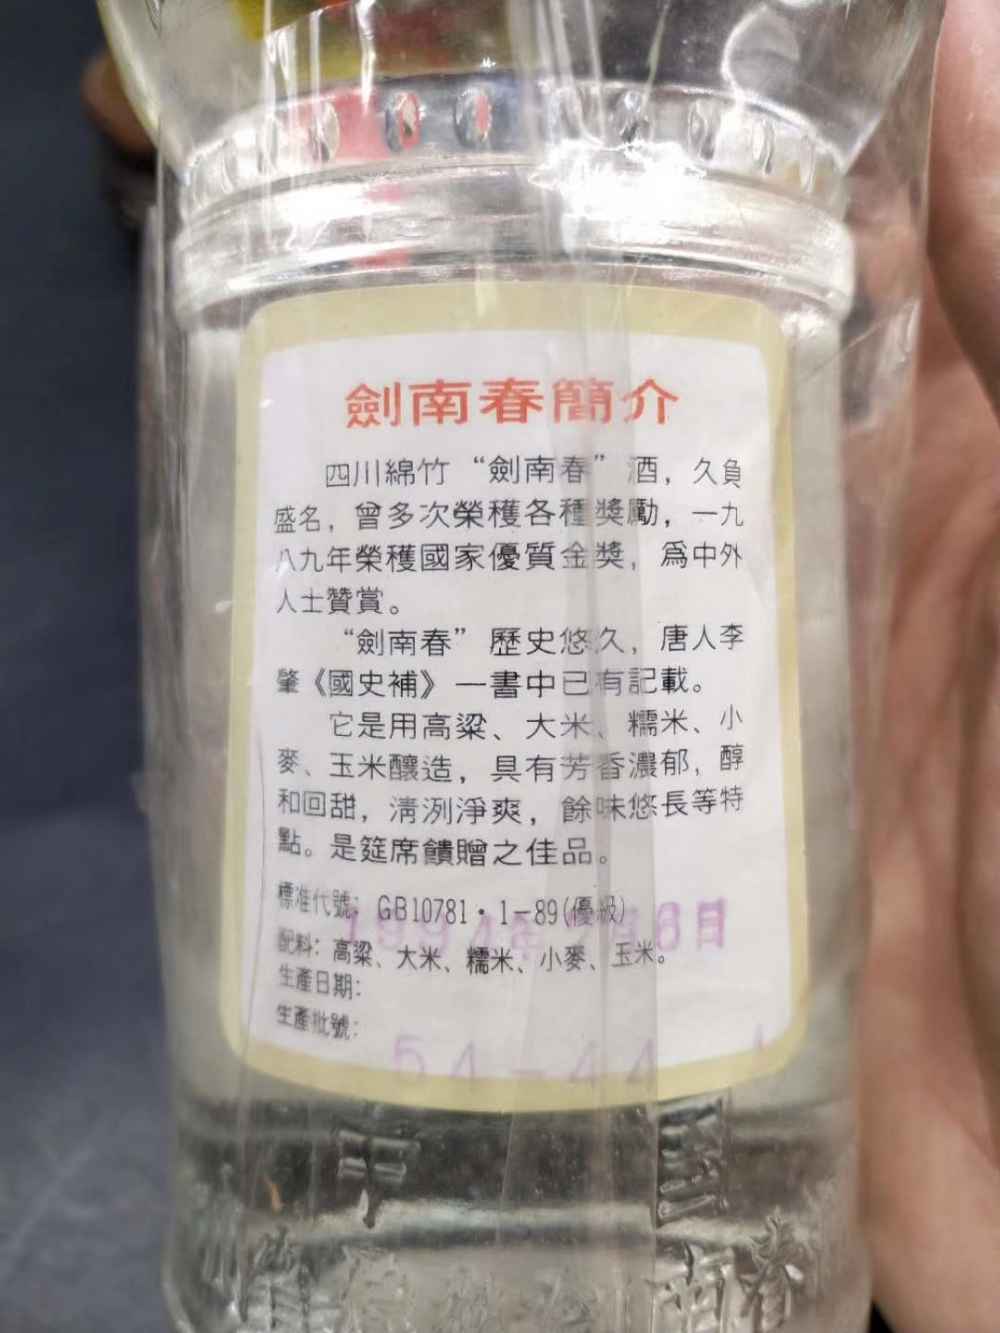 劍南春簡介
四川綿竹“劍南春”酒，久負
盛名，曾多次榮獲各種獎勵，一九
八九年榮獲國家優質金獎，爲中外
人士贊賞。
“劍南春”歷史悠久，唐人李
肇《國史補》一書中已有記載。
它是用高粱、大米、糯米、小
麥、玉米釀造，具有芳香濃郁，醇
和回甜，淸洌淨爽，餘味悠長等特
點。是筵席饋贈之佳品。
標准代號：GB10781·1-89(優級)
6日
配料：高粱、大米、糯米、小麥、玉米。
生產日期：
生產批號：
南春